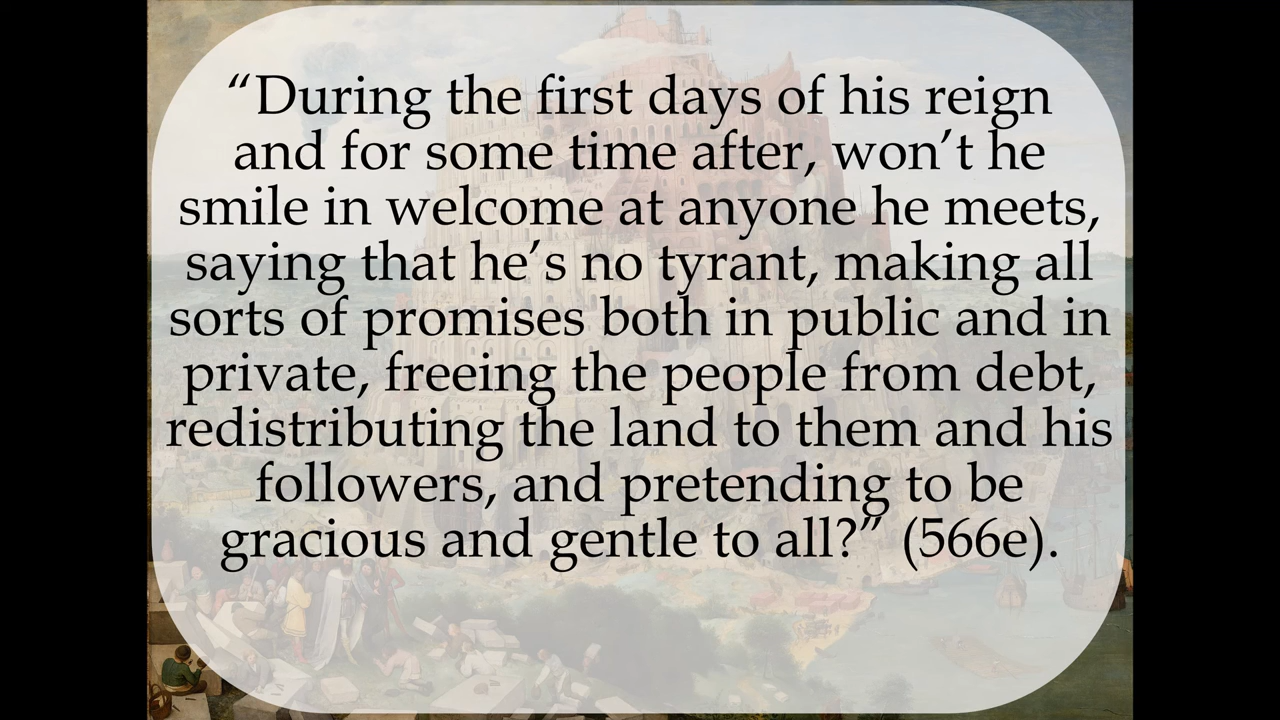 “During the first days of his reign
and for some time after, won’t he
smile in welcome at anyone he meets,
saying that he’s no tyrant, making all
sorts of promises both in public and in
private, freeing the people from debt,
redistributing the land to them and his
followers, and pretending to be
gracious and gentle to all?” (566e).